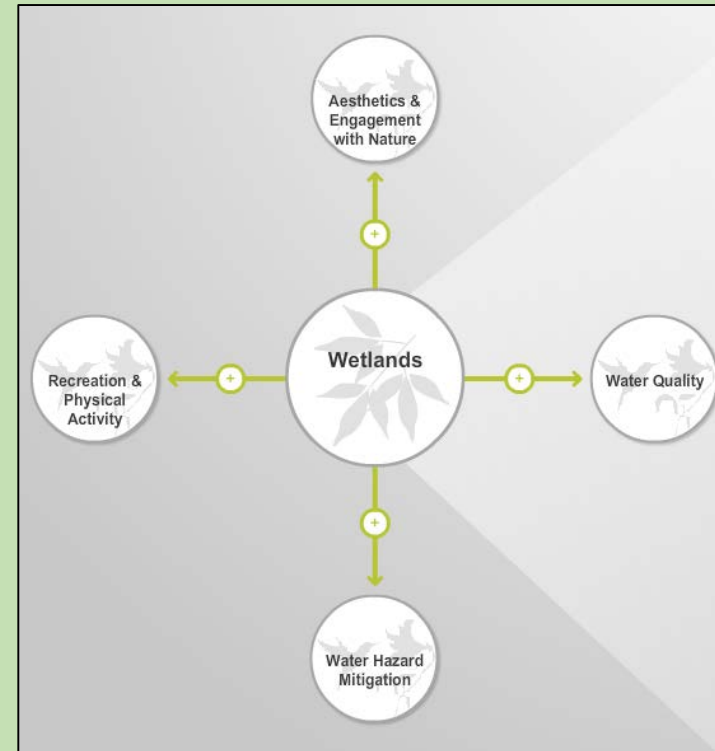 Aesthetics &
Engagement
with Nature
+
Wetlands
Recreation &
Physical
Activity
+
+
Water Quality
+
Water Hazard
Mitigation